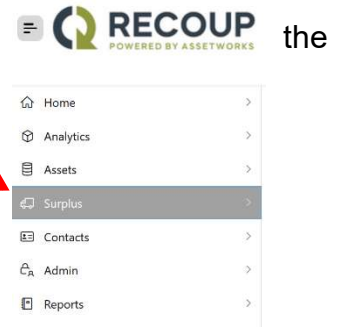 RECOUP the
POWERED BY ASSETWORKS
Home
Analytics
Assets
Surplus
Contacts
Admin
Reports